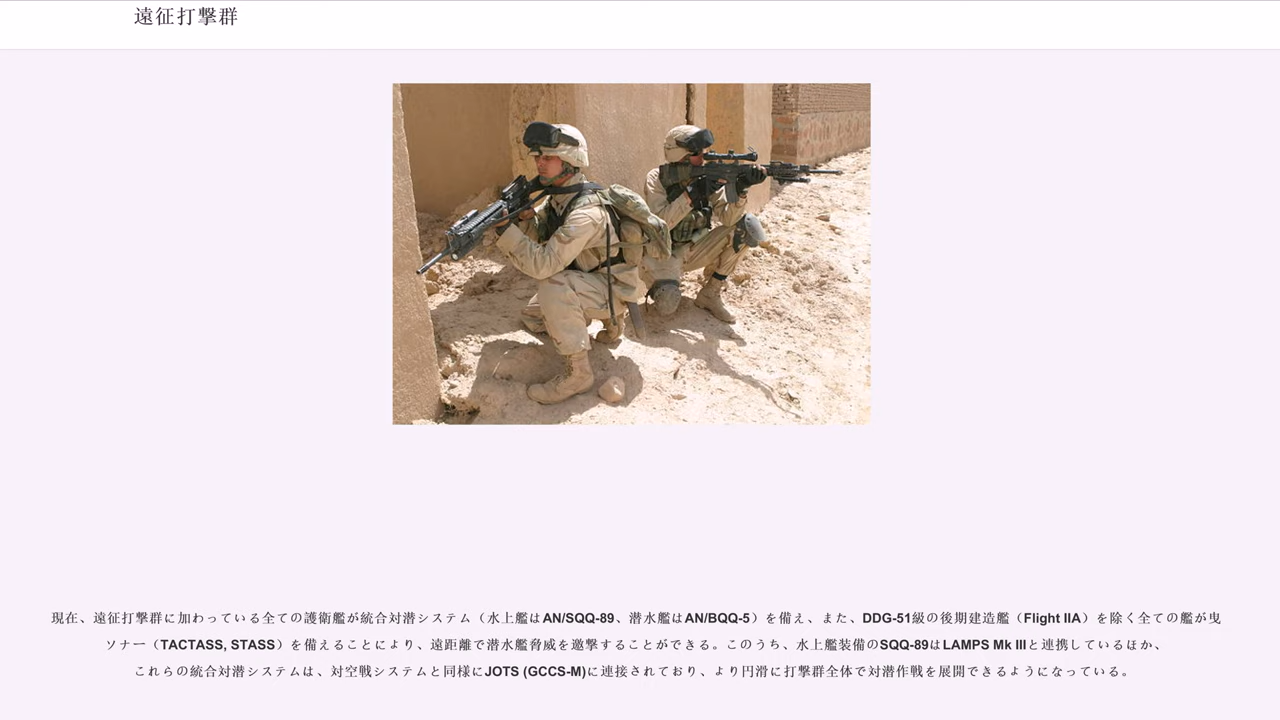 遠征打撃群
現在、遠征打撃群に加わっている全ての護衛艦が統合対潜システム（水上艦はAN/SQQ-89、潜水艦はAN/BQQ-5）を備え、また、DDG-51級の後期建造艦（Flight IIA）を除く全ての艦が曳
ソナー（TACTASS, STASS）を備えることにより、遠距離で潜水艦脅威を邀撃することができる。このうち、水上艦装備のSQQ-89はLAMPS Mk IIIと連携しているほか、
これらの統合対潜システムは、対空戦システムと同様にJOTS (GCCS-M)に連接されており、より円滑に打撃群全体で対潜作戦を展開できるようになっている。